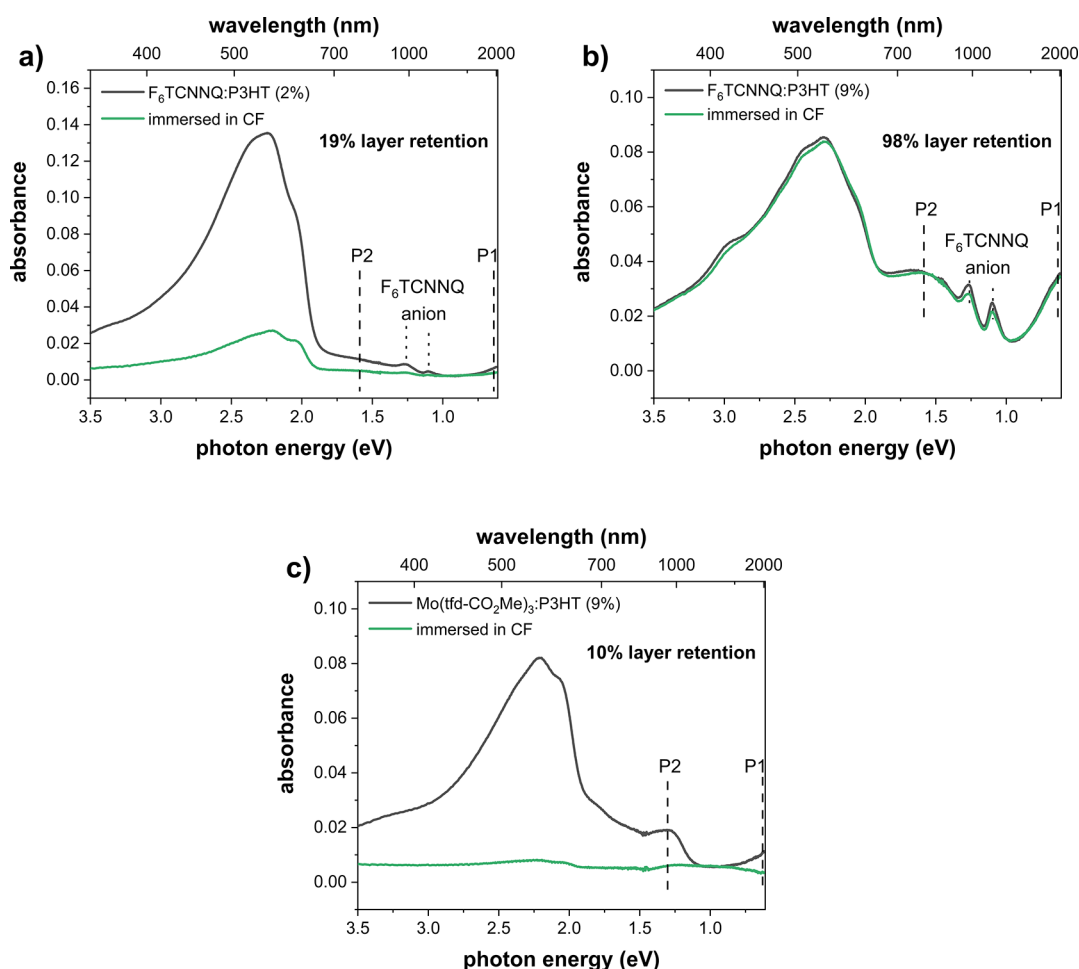 a)
wavelength (nm)
400 500 600 700 800 1000 2000
0.16
0.14
0.12
0.10
0.08
0.06
0.04
0.02
0.00
absorbance
F₆TCNNQ:P3HT (2%)
immersed in CF
19% layer retention
P2
F₆TCNNQ
anion
P1
3.5 3.0 2.5 2.0 1.5 1.0
photon energy (eV)
b)
wavelength (nm)
400 500 600 700 800 1000 2000
0.10
0.08
0.06
0.04
0.02
0.00
absorbance
F₆TCNNQ:P3HT (9%)
immersed in CF
98% layer retention
P2
P1
F₆TCNNQ
anion
3.5 3.0 2.5 2.0 1.5 1.0
photon energy (eV)
c)
wavelength (nm)
400 500 600 700 800 1000 2000
0.10
0.08
0.06
0.04
0.02
0.00
absorbance
Mo(tfd-CO₂Me)₃:P3HT (9%)
immersed in CF
10% layer retention
P2
P1
3.5 3.0 2.5 2.0 1.5 1.0
photon energy (eV)